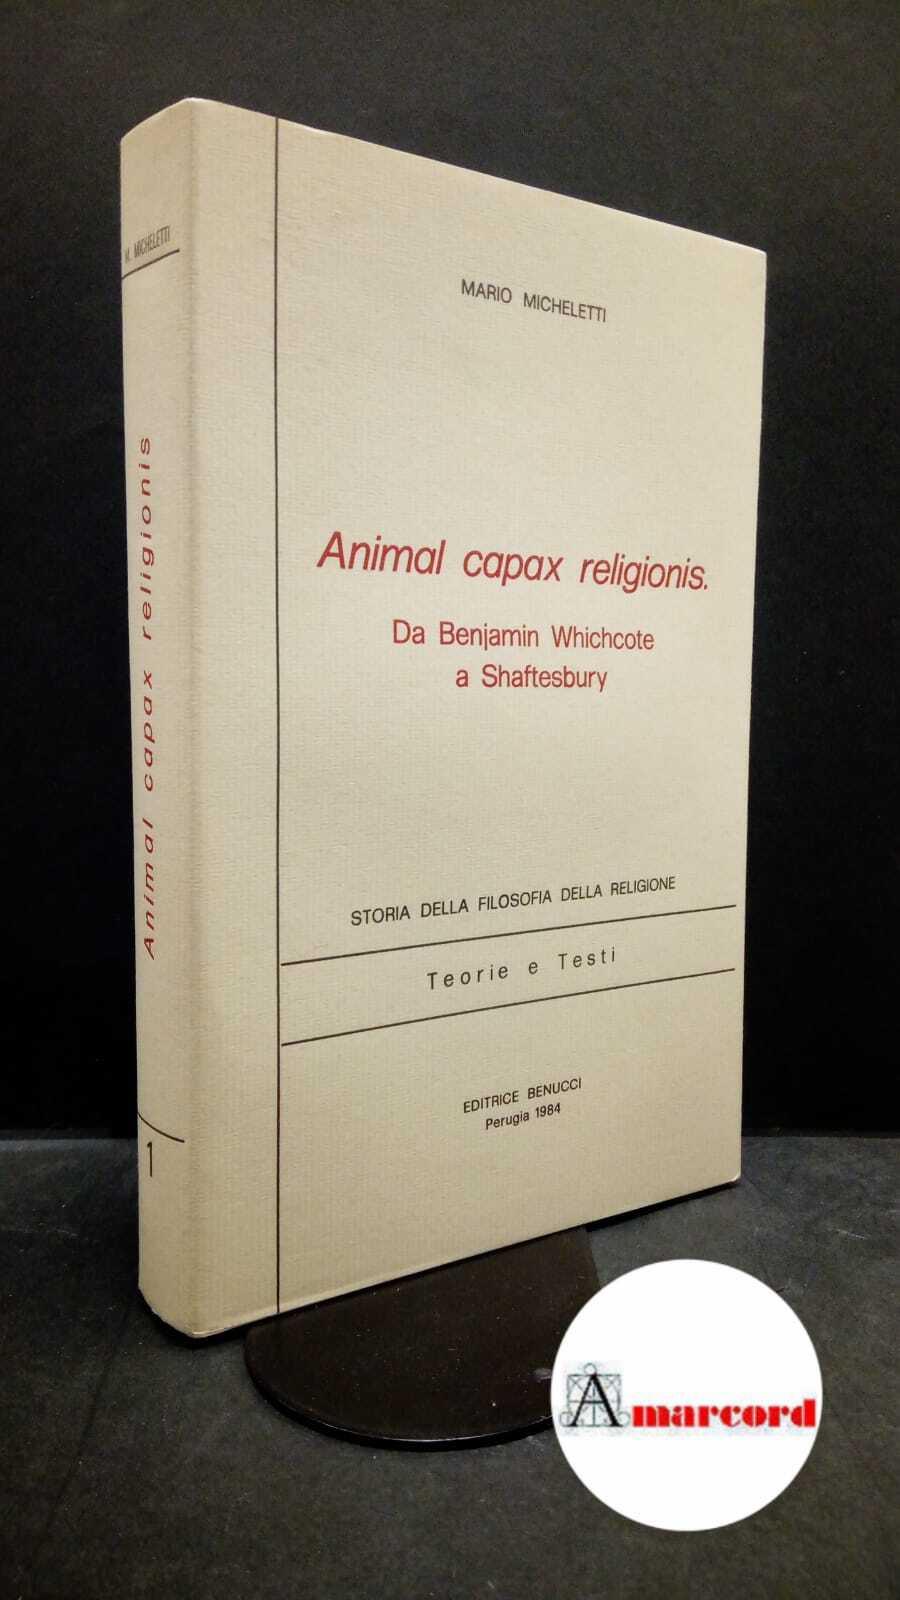 M. MICHELETTI
Animal capax religionis
1
MARIO MICHELETTI
Animal capax religionis.
Da Benjamin Whichcote
a Shaftesbury
STORIA DELLA FILOSOFIA DELLA RELIGIONE
Teorie e Testi
EDITRICE BENUCCI
Perugia 1984
Amarcord